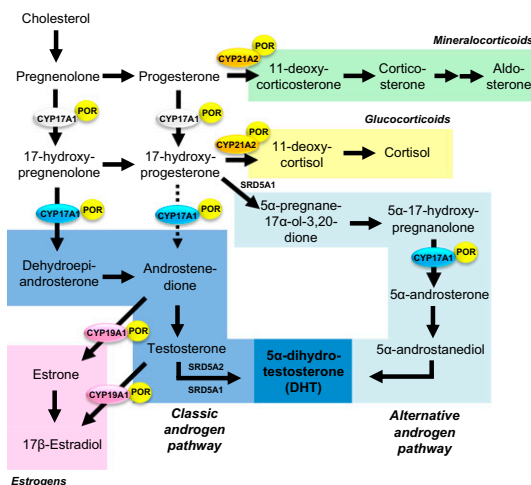 Cholesterol
POR
Mineralocorticoids
CYP21A2
Pregnenolone
Progesterone
11-deoxy-
corticosterone
Cortico-
sterone
Aldo-
sterone
CYP17A1
POR
CYP17A1
POR
POR
Glucocorticoids
CYP21A2
17-hydroxy-
pregnenolone
17-hydroxy-
progesterone
11-deoxy-
cortisol
Cortisol
SRD5A1
CYP17A1
POR
CYP17A1
POR
5α-pregnane-
17α-ol-3,20-
dione
5α-17-hydroxy-
pregnanolone
CYP17A1
POR
Dehydroepi-
androsterone
Androstene-
dione
5α-androsterone
CYP19A1
POR
Testosterone
5α-dihydro-
testosterone
(DHT)
5α-androstanediol
SRD5A2
SRD5A1
Estrone
CYP19A1
POR
17β-Estradiol
Classic
androgen
pathway
Alternative
androgen
pathway
Estrogens